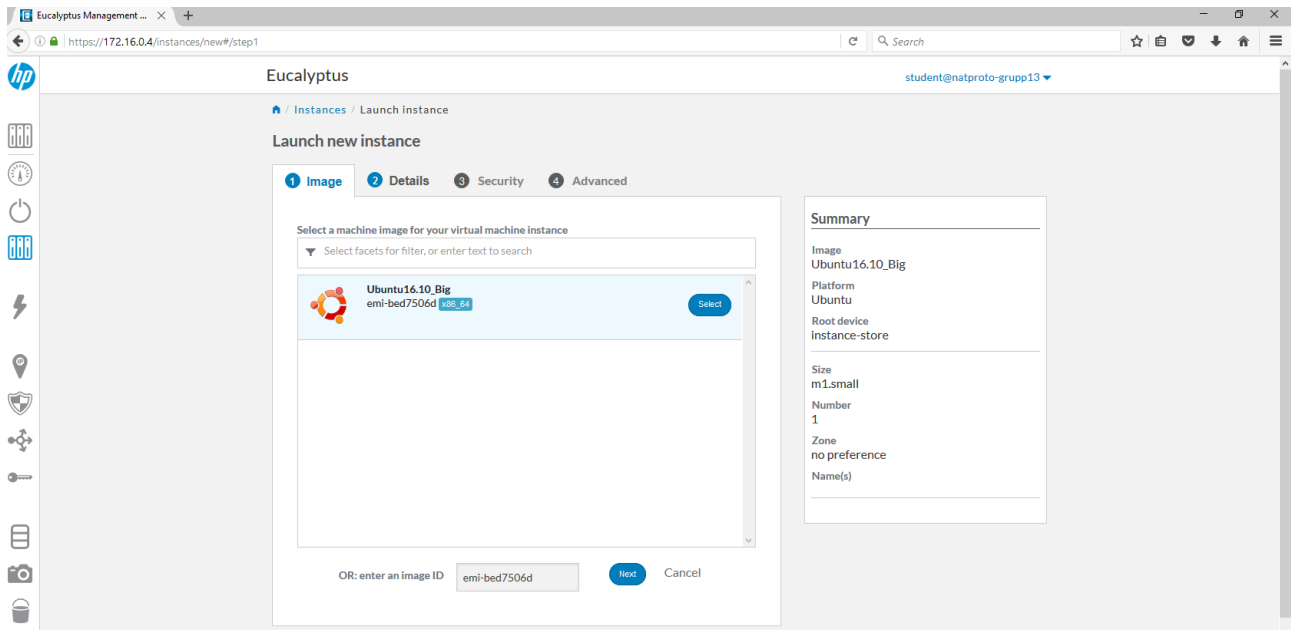 Eucalyptus Management ...
https://172.16.0.4/instances/new#/step1
Search
hp
Eucalyptus
student@natproto-grupp13
/ Instances / Launch instance
Launch new instance
1 Image 2 Details 3 Security 4 Advanced
Select a machine image for your virtual machine instance
Select facets for filter, or enter text to search
Ubuntu16.10_Big
emi-bed7506d x86_64
Select
OR: enter an image ID
emi-bed7506d
Next
Cancel
Summary
Image
Ubuntu16.10_Big
Platform
Ubuntu
Root device
instance-store
Size
m1.small
Number
1
Zone
no preference
Name(s)